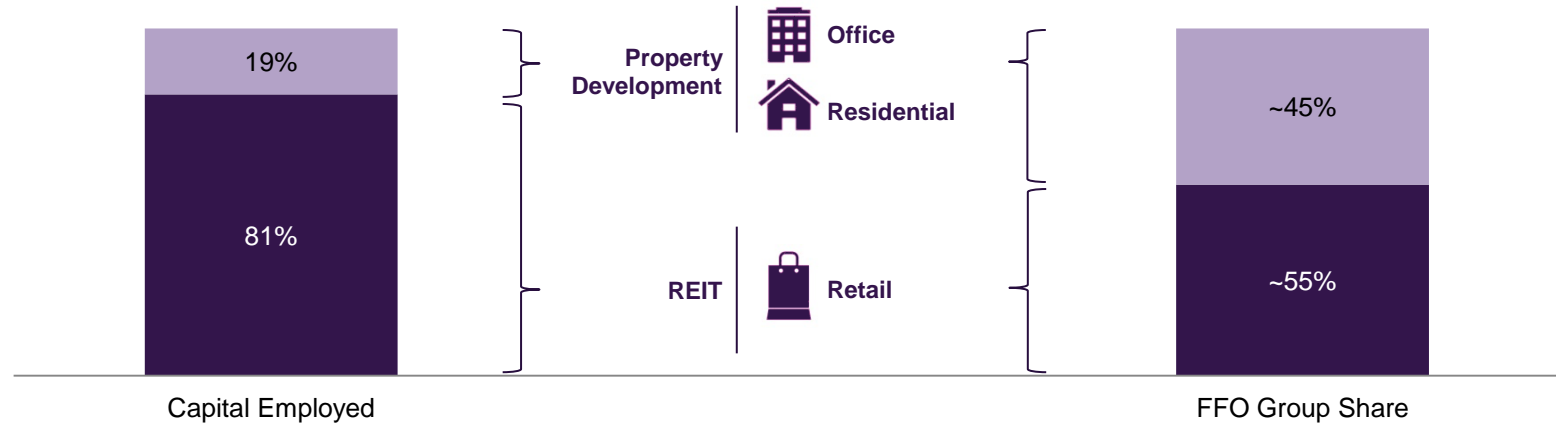 19%
81%
Capital Employed
Property
Development
Office
Residential
REIT
Retail
~45%
~55%
FFO Group Share